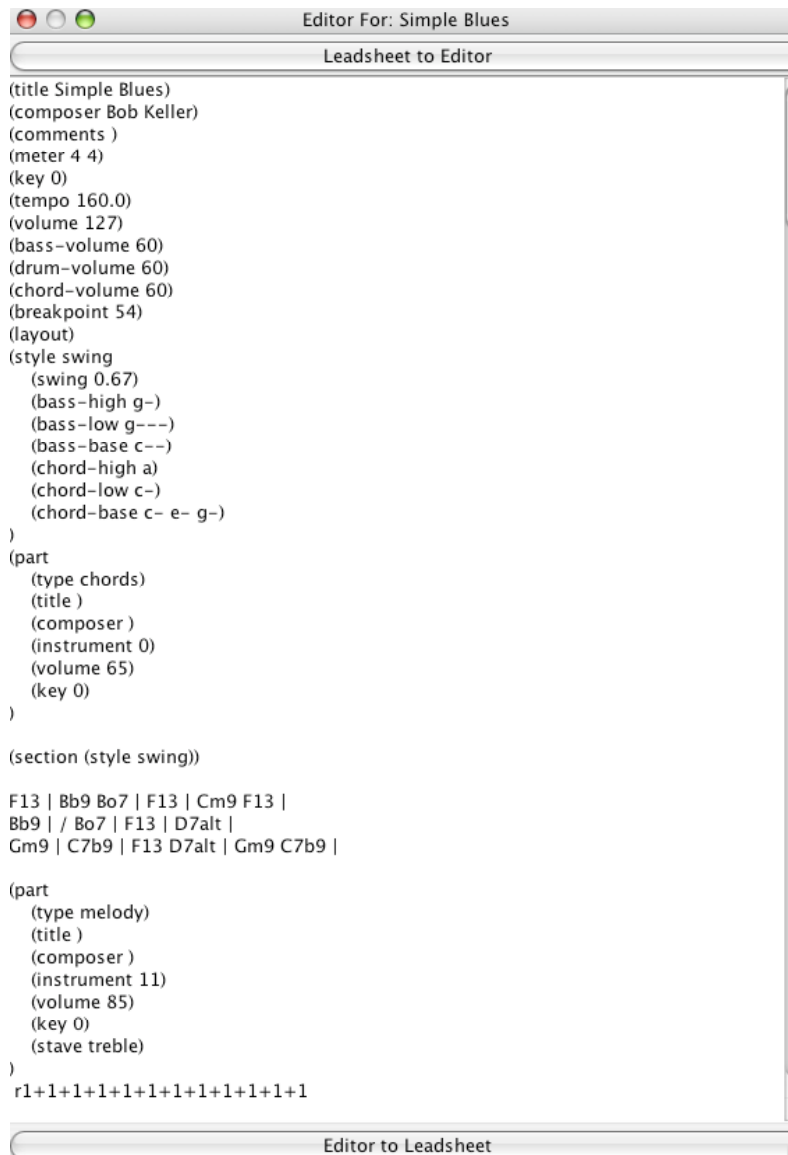 Editor For: Simple Blues
Leadsheet to Editor
(title Simple Blues)
(composer Bob Keller)
(comments )
(meter 4 4)
(key 0)
(tempo 160.0)
(volume 127)
(bass-volume 60)
(drum-volume 60)
(chord-volume 60)
(breakpoint 54)
(layout)
(style swing
(swing 0.67)
(bass-high g-)
(bass-low g---)
(bass-base c--)
(chord-high a)
(chord-low c-)
(chord-base c- e- g-)
)
(part
(type chords)
(title )
(composer )
(instrument 0)
(volume 65)
(key 0)
)
(section (style swing))
F13 | Bb9 Bo7 | F13 | Cm9 F13 |
Bb9 | / Bo7 | F13 | D7alt |
Gm9 | C7b9 | F13 D7alt | Gm9 C7b9 |
(part
(type melody)
(title )
(composer )
(instrument 11)
(volume 85)
(key 0)
(stave treble)
)
r1+1+1+1+1+1+1+1+1+1+1+1
Editor to Leadsheet